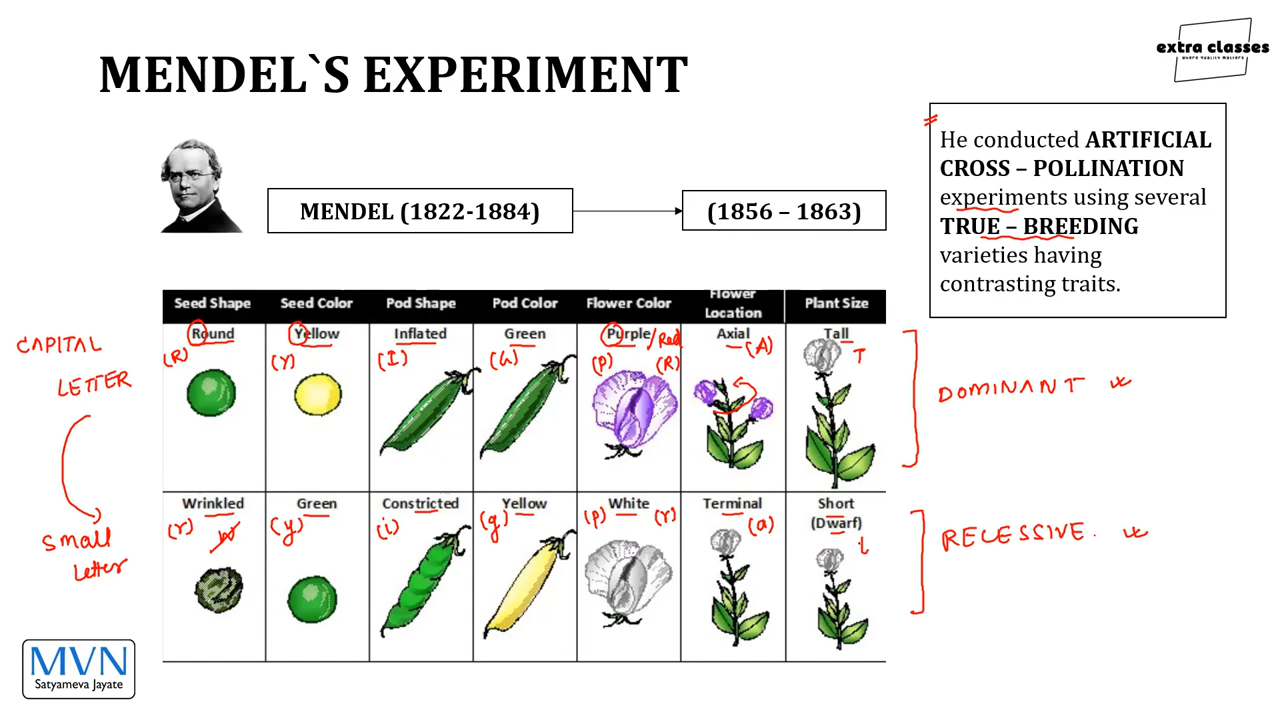 extra classes
WHERE QUALITY MATTERS
MENDEL`S EXPERIMENT
MENDEL (1822-1884)
(1856 – 1863)
He conducted ARTIFICIAL
CROSS – POLLINATION
experiments using several
TRUE – BREEDING
varieties having
contrasting traits.
Seed Shape
Seed Color
Pod Shape
Pod Color
Flower Color
Flower
Location
Plant Size
Round
Yellow
Inflated
Green
Purple /Red
Axial
Tall
(R)
(Y)
(I)
(G)
(P)
(R)
(A)
T
CAPITAL
LETTER
DOMINANT
Wrinkled
Green
Constricted
Yellow
White
Terminal
Short
(Dwarf)
(r) w
(y)
(i)
(g)
(p)
(r)
(a)
t
Small
Letter
RECESSIVE.
MVN
Satyameva Jayate